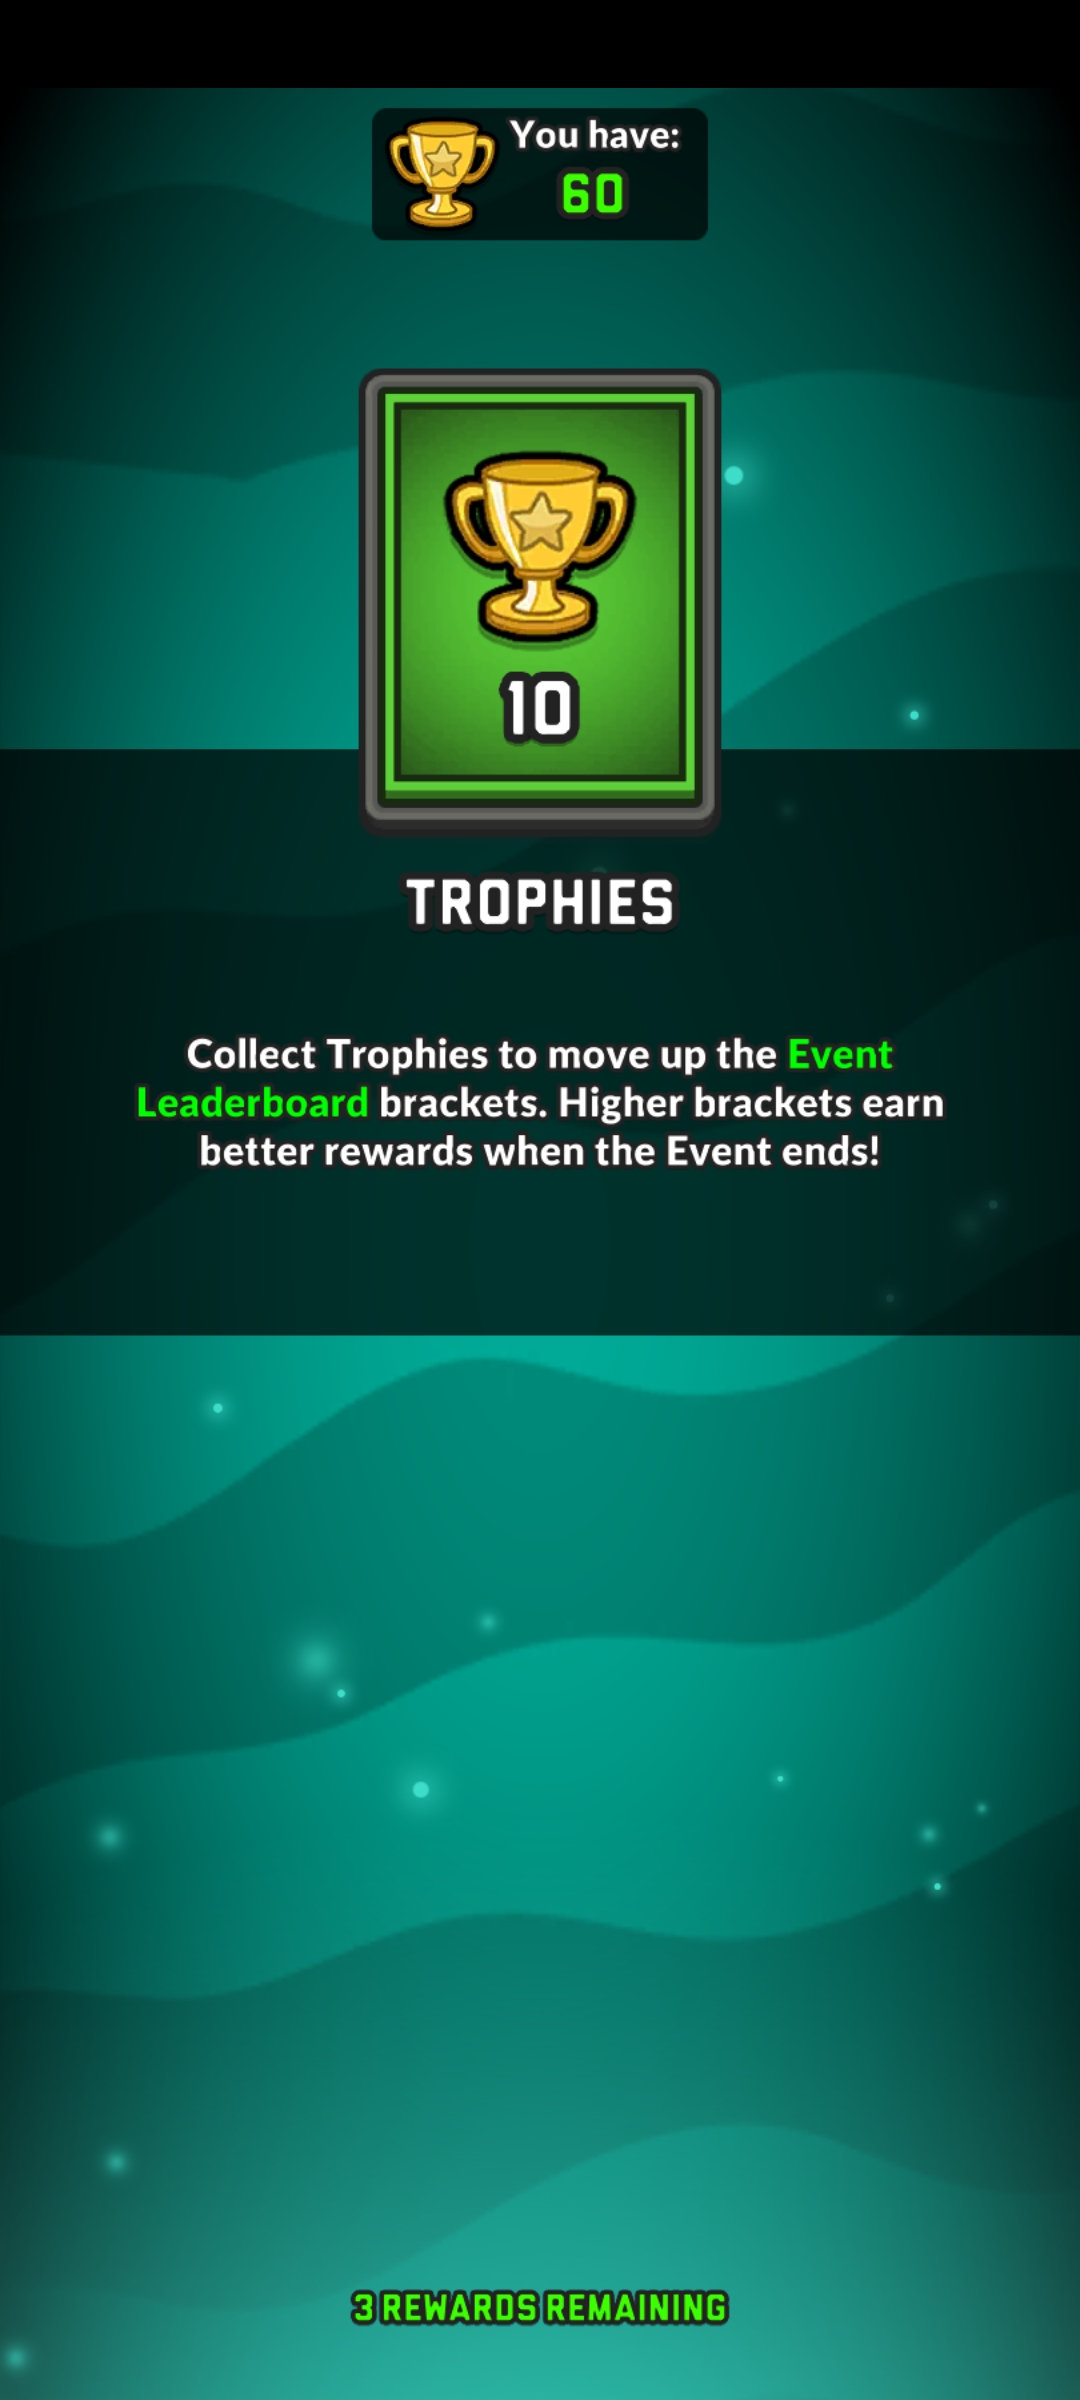 You have:
60
10
TROPHIES
Collect Trophies to move up the Event
Leaderboard brackets. Higher brackets earn
better rewards when the Event ends!
3 REWARDS REMAINING